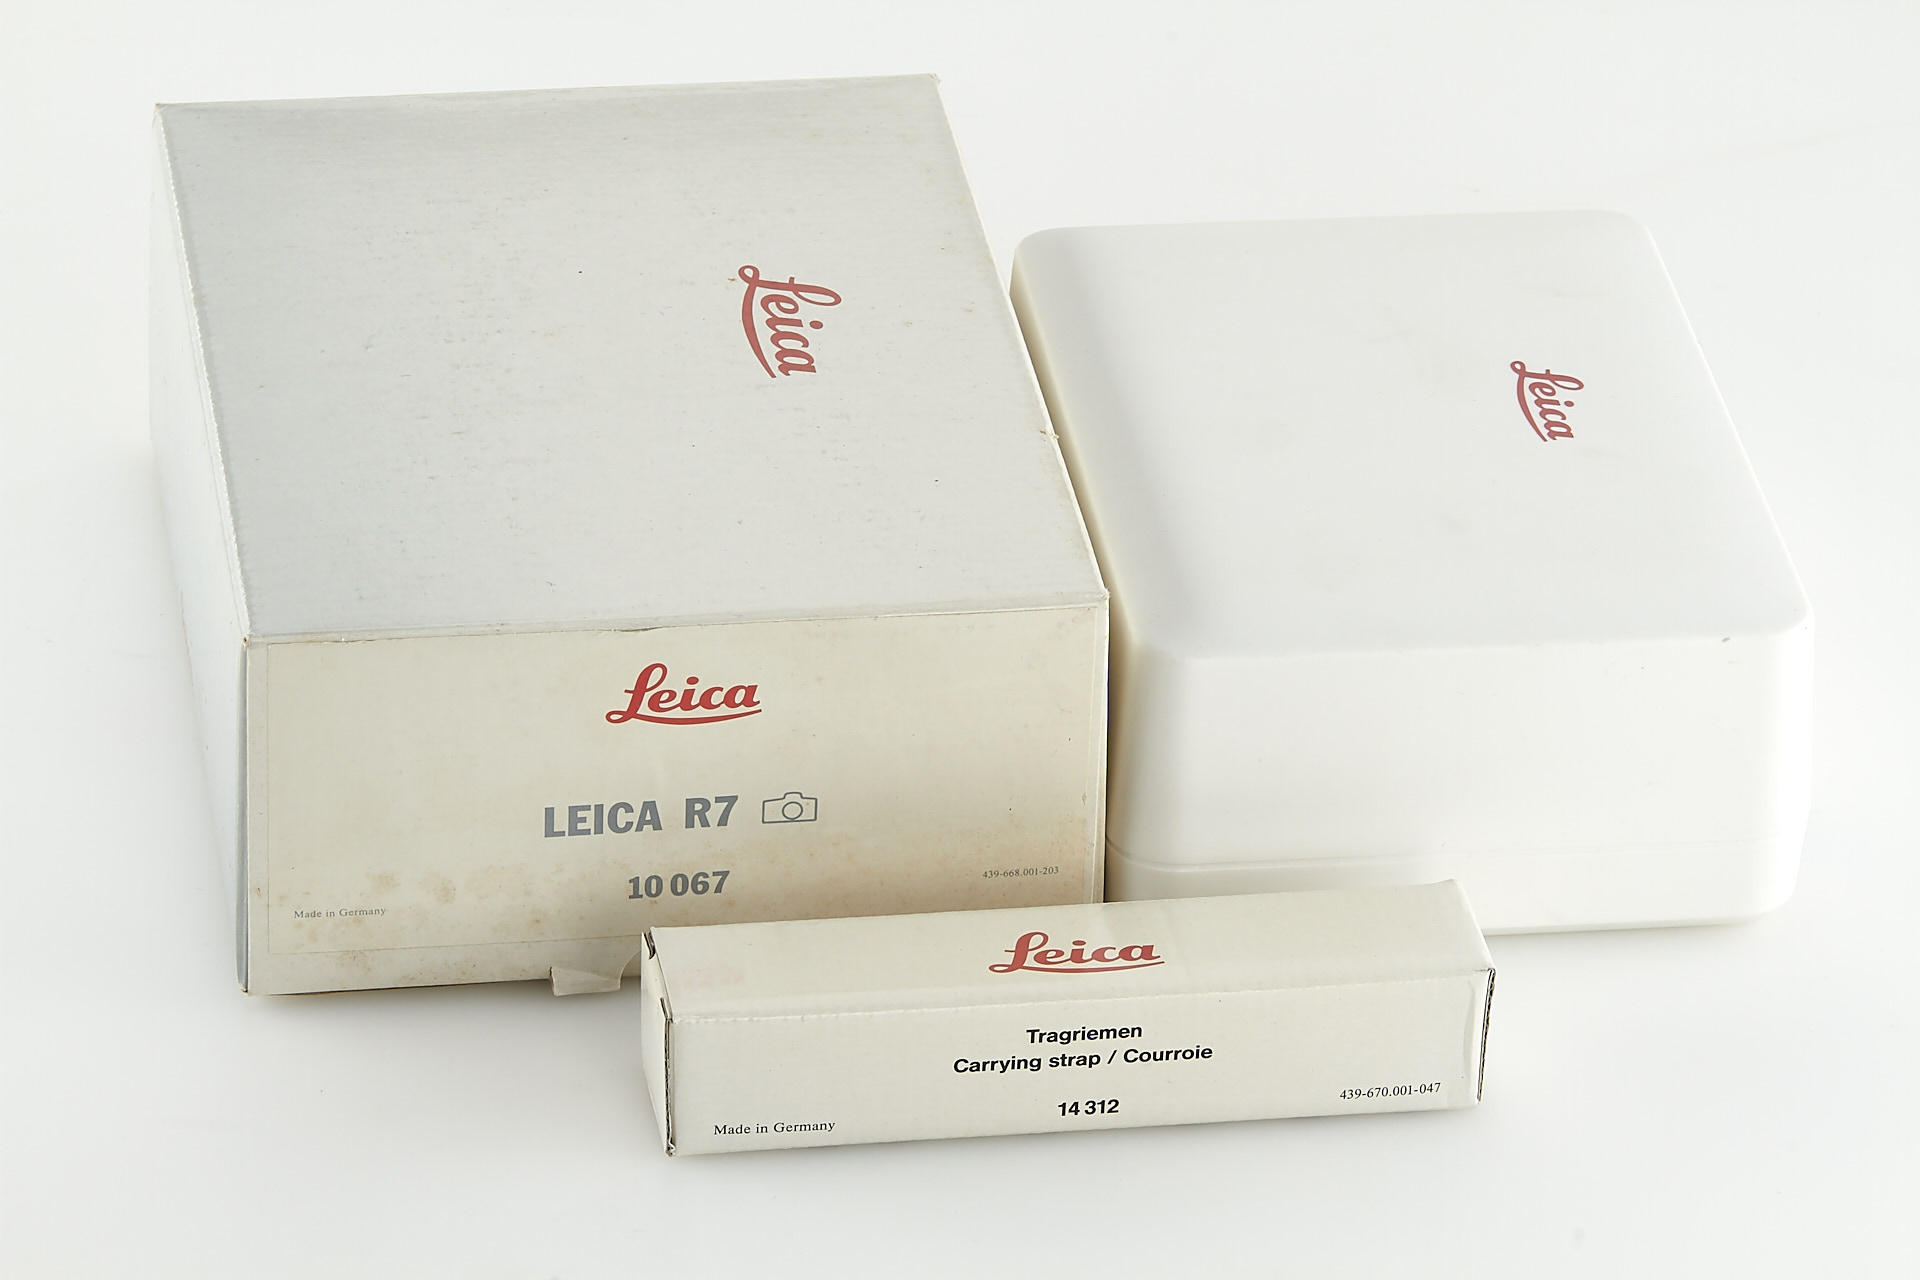 Leica
Leica
LEICA R7
10 067
Made in Germany
439-668.001-203
Leica
Leica
Tragriemen
Carrying strap / Courroie
14 312
Made in Germany
439-670.001-047